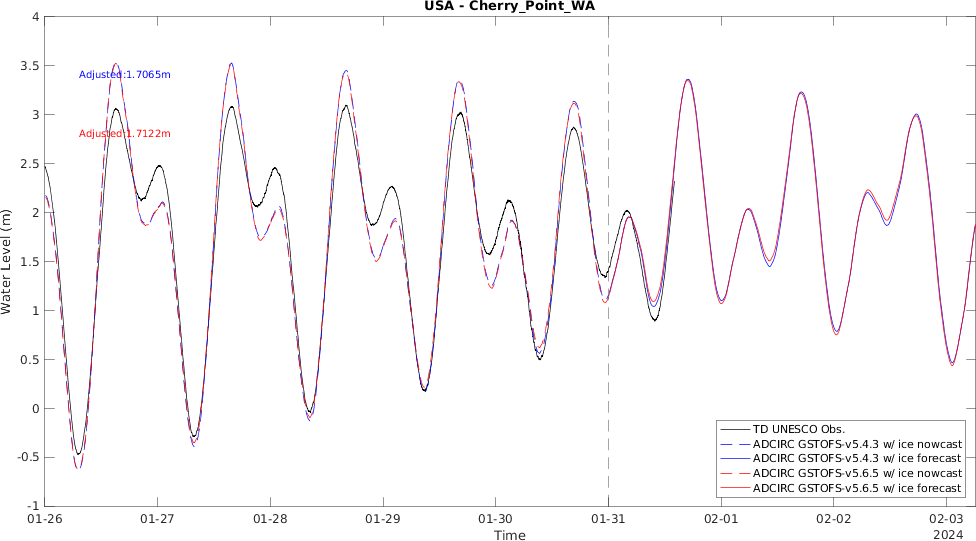 USA - Cherry_Point_WA
4
3.5
3
2.5
2
1.5
1
0.5
0
-0.5
-1
Water Level (m)
Adjusted:1.7065m
Adjusted:1.7122m
TD UNESCO Obs.
ADCIRC GSTOFS-v5.4.3 w/ ice nowcast
ADCIRC GSTOFS-v5.4.3 w/ ice forecast
ADCIRC GSTOFS-v5.6.5 w/ ice nowcast
ADCIRC GSTOFS-v5.6.5 w/ ice forecast
01-26 01-27 01-28 01-29 01-30 01-31 02-01 02-02 02-03
Time
2024